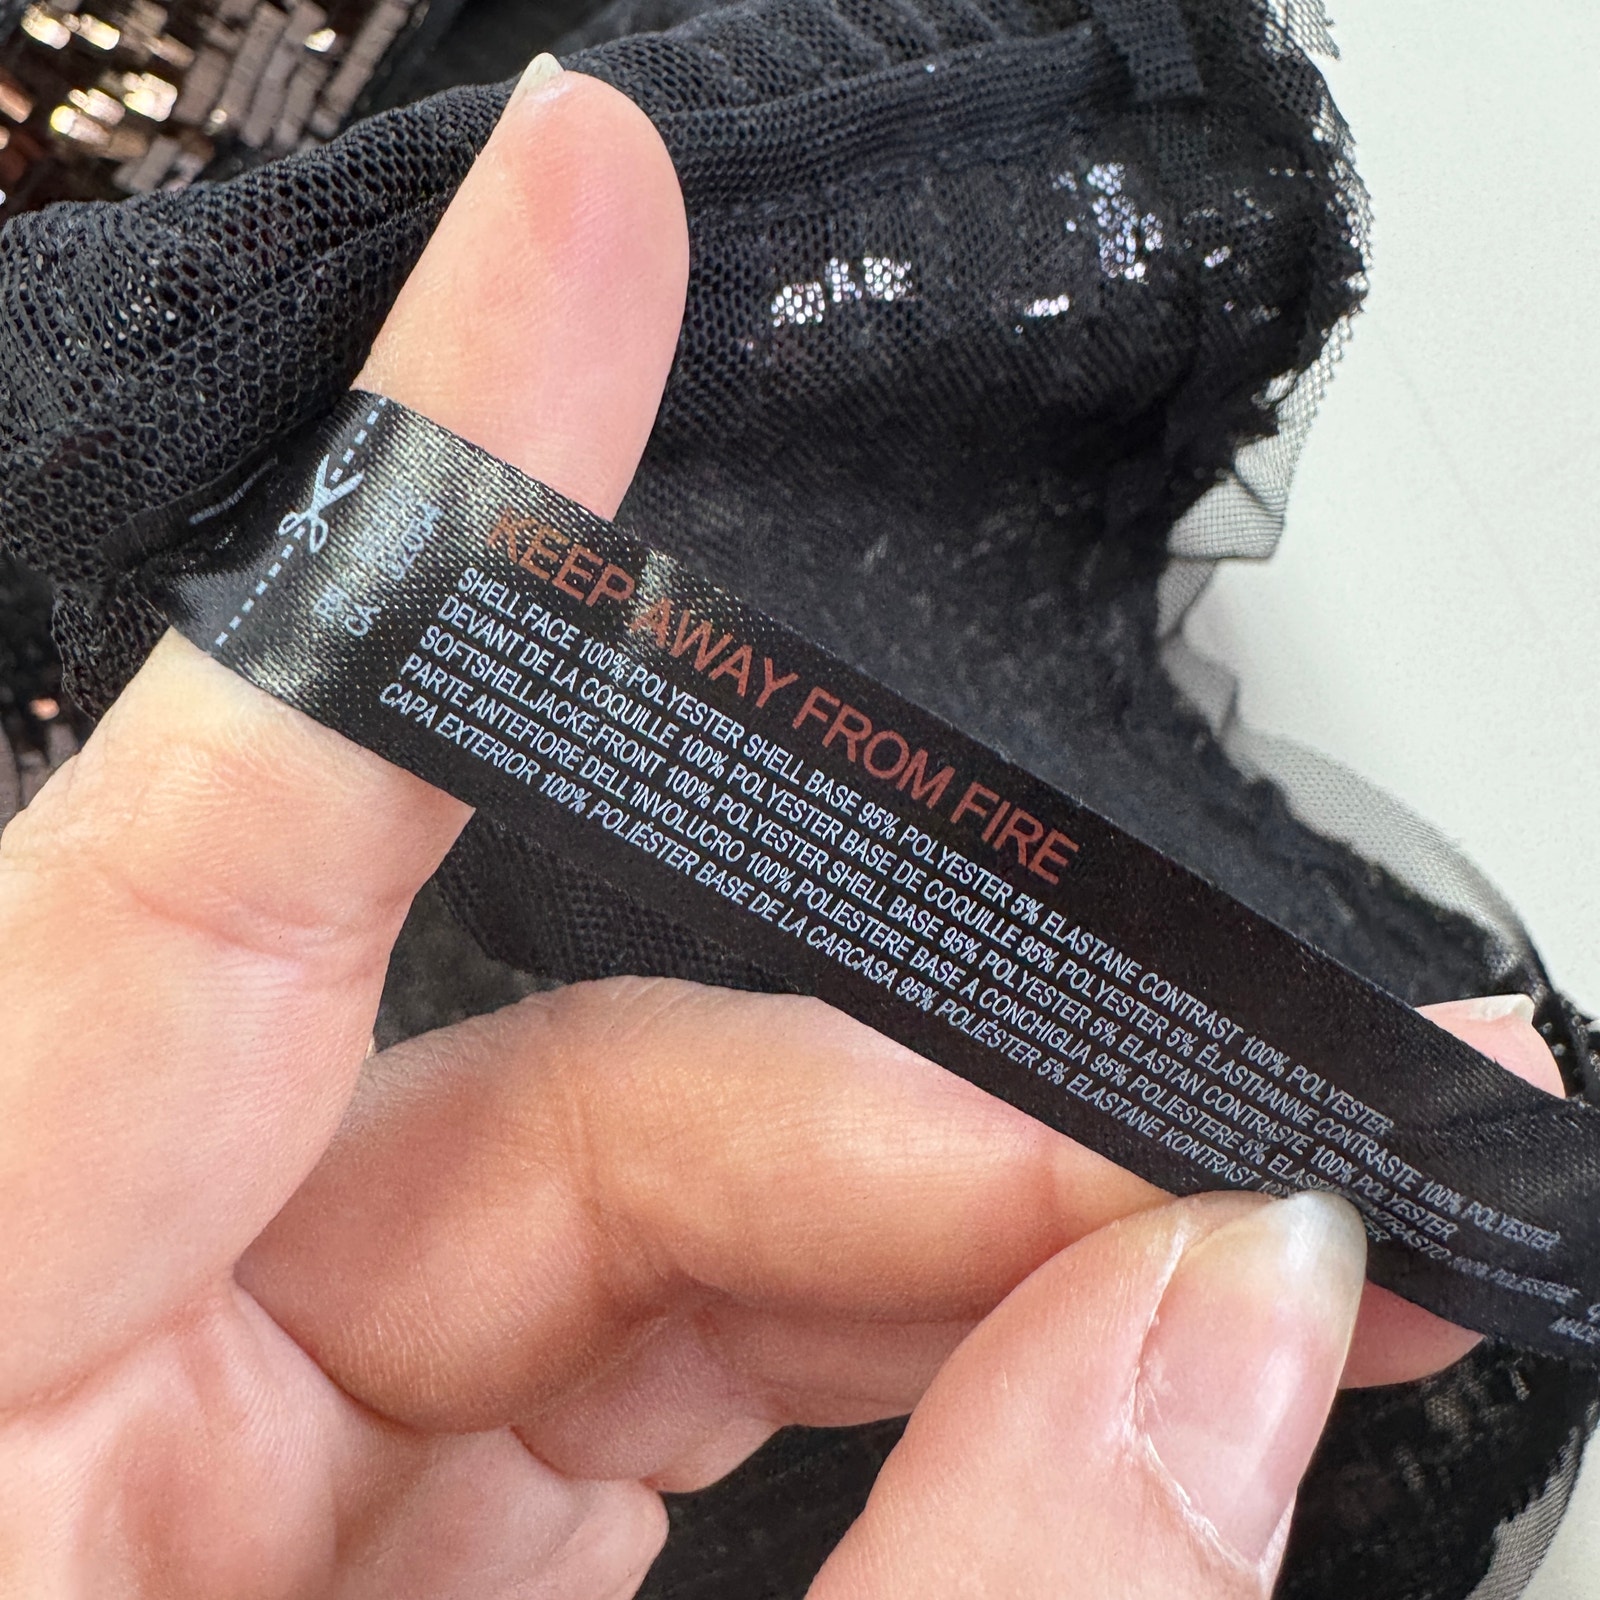 KEEP AWAY FROM FIRE
SHELL FACE 100% POLYESTER SHELL BASE 95% POLYESTER 5% ELASTANE CONTRAST 100% POLYESTER
DEVANT DE LA COQUILLE 100% POLYESTER BASE DE COQUILLE 95% POLYESTER 5% ÉLASTHANNE CONTRASTE 100% POLYESTER
SOFTSHELLJACKE,FRONT 100% POLYESTER SHELL BASE 95% POLYESTER 5% ELASTAN CONTRASTE 100% POLYESTER
PARTE ANTEFIORE DELL'INVOLUCRO 100% POLIESTERE BASE A CONCHIGLIA 95% POLIESTERE 5% 100% POLIESTERE
CAPA EXTERIOR 100% POLIÉSTER BASE DE LA CARCASA 95% POLIÉSTER 5% ELASTANE KONTRAST